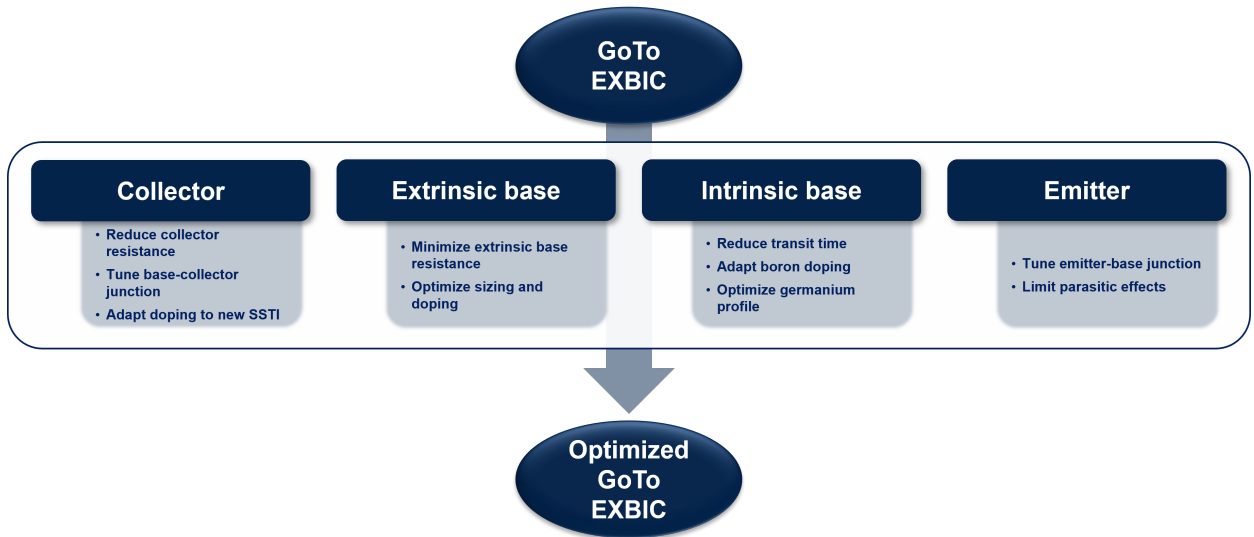 GoTo
EXBIC
Collector
• Reduce collector
resistance
• Tune base-collector
junction
• Adapt doping to new SSTI
Extrinsic base
• Minimize extrinsic base
resistance
• Optimize sizing and
doping
Intrinsic base
• Reduce transit time
• Adapt boron doping
• Optimize germanium
profile
Emitter
• Tune emitter-base junction
• Limit parasitic effects
Optimized
GoTo
EXBIC